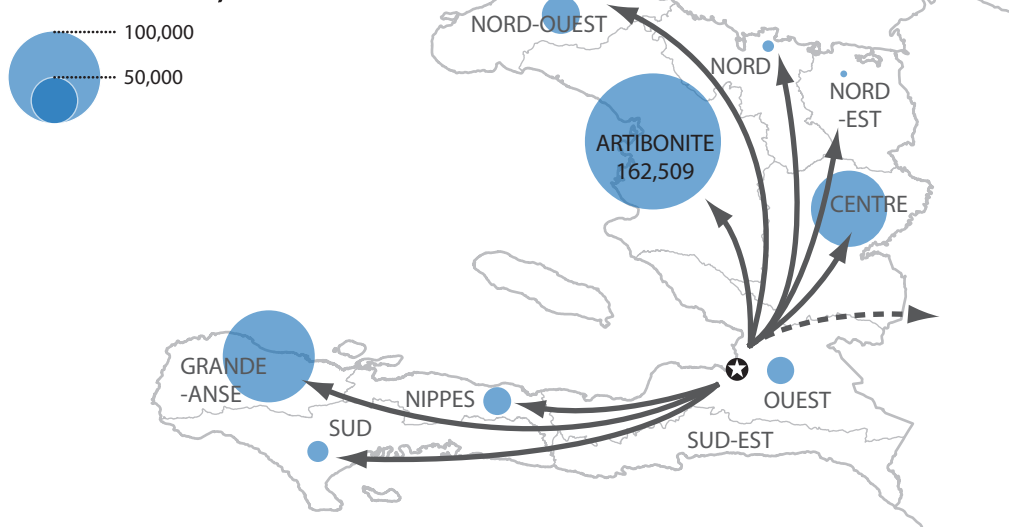 100,000
50,000
NORD-OUEST
NORD
NORD
-EST
ARTIBONITE
162,509
CENTRE
GRANDE
-ANSE
NIPPES
OUEST
SUD
SUD-EST